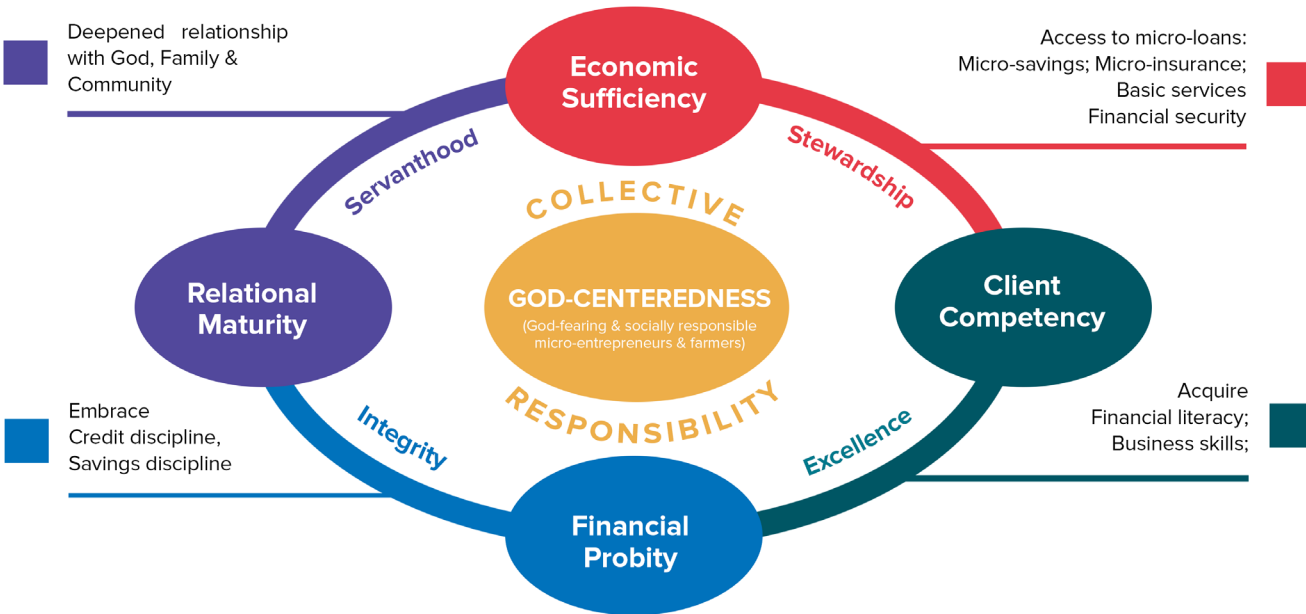 Deepened relationship
with God, Family &
Community
Economic
Sufficiency
Access to micro-loans:
Micro-savings; Micro-insurance;
Basic services
Financial security
Servanthood
Stewardship
COLLECTIVE
Relational
Maturity
GOD-CENTEREDNESS
(God-fearing & socially responsible
micro-entrepreneurs & farmers)
Client
Competency
RESPONSIBILITY
Embrace
Credit discipline,
Savings discipline
Integrity
Excellence
Acquire
Financial literacy;
Business skills;
Financial
Probity